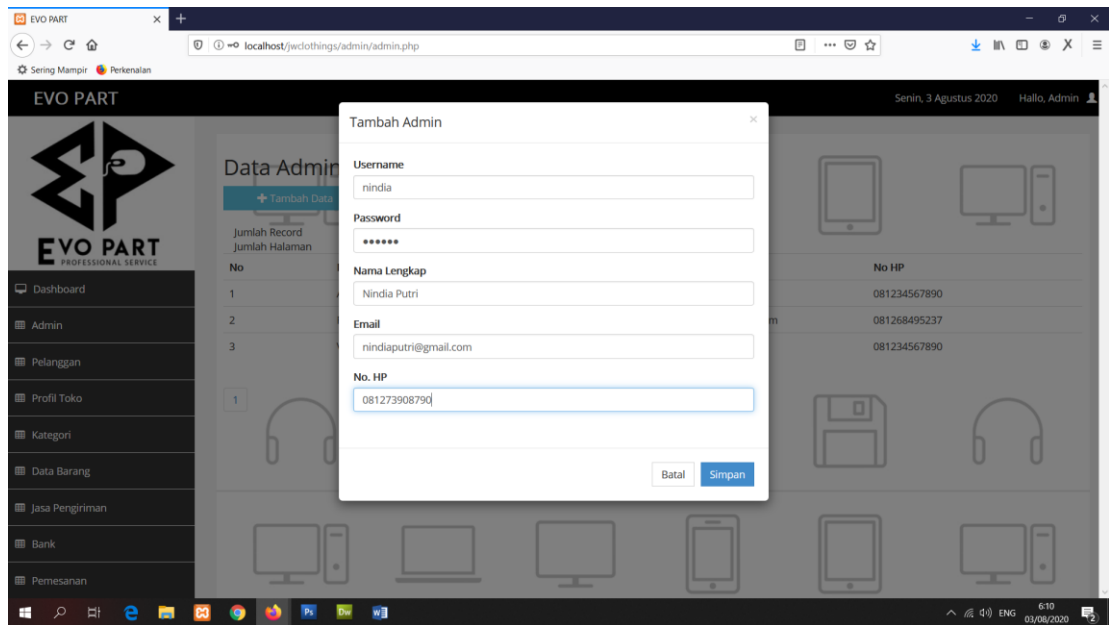 EVO PART
localhost/jwclothings/admin/admin.php
Sering Mampir Perkenalan
EVO PART
Senin, 3 Agustus 2020 Hallo, Admin
EVO PART
PROFESSIONAL SERVICE
Dashboard
Admin
Pelanggan
Profil Toko
Kategori
Data Barang
Jasa Pengiriman
Bank
Pemesanan
Data Admin
Tambah Data
Jumlah Record
Jumlah Halaman
No No HP
1 081234567890
2 081268495237
3 081234567890
1
Tambah Admin
Username
nindia
Password
••••••
Nama Lengkap
Nindia Putri
Email
nindiaputri@gmail.com
No. HP
081273908790
Batal Simpan
Ps Dw
ENG
6:10
03/08/2020
2